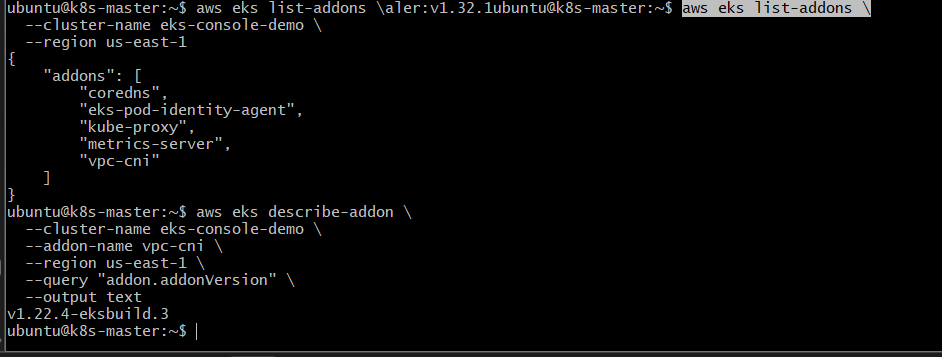 ubuntu@k8s-master:~$ aws eks list-addons \aler:v1.32.1ubuntu@k8s-master:~$ aws eks list-addons \
  --cluster-name eks-console-demo \
  --region us-east-1
{
    "addons": [
        "coredns",
        "eks-pod-identity-agent",
        "kube-proxy",
        "metrics-server",
        "vpc-cni"
    ]
}
ubuntu@k8s-master:~$ aws eks describe-addon \
  --cluster-name eks-console-demo \
  --addon-name vpc-cni \
  --region us-east-1 \
  --query "addon.addonVersion" \
  --output text
v1.22.4-eksbuild.3
ubuntu@k8s-master:~$